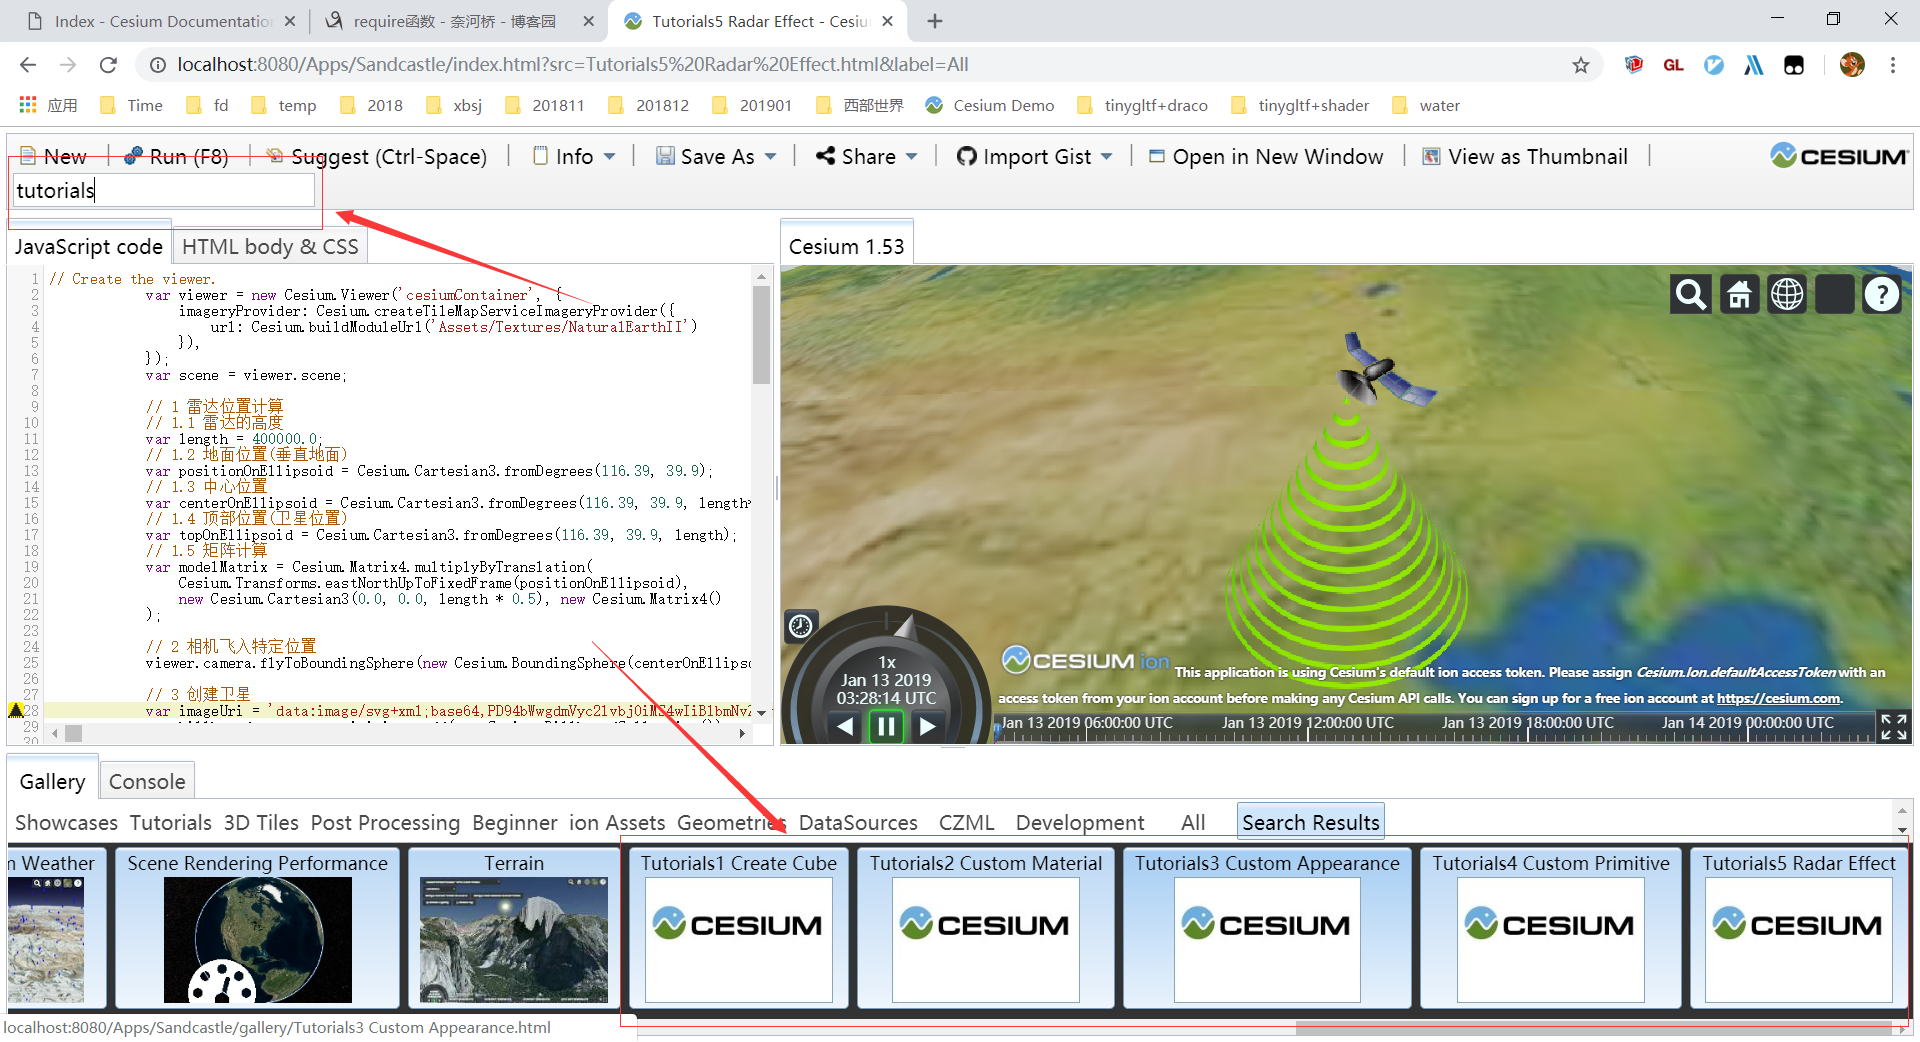 Index - Cesium Documentation
require函数 - 奈何桥 - 博客园
Tutorials5 Radar Effect - Cesiu
localhost:8080/Apps/Sandcastle/index.html?src=Tutorials5%20Radar%20Effect.html&label=All
GL
应用 Time fd temp 2018 xbsj 201811 201812 201901 西部世界 Cesium Demo tinygltf+draco tinygltf+shader water
New Run (F8) Suggest (Ctrl-Space) Info Save As Share Import Gist Open in New Window View as Thumbnail CESIUM
tutorials
JavaScript code HTML body & CSS
Cesium 1.53
1 // Create the viewer.
2 var viewer = new Cesium.Viewer('cesiumContainer', {
3 imageryProvider: Cesium.createTileMapServiceImageryProvider({
4 url: Cesium.buildModuleUrl('Assets/Textures/NaturalEarthII')
5 }),
6 });
7 var scene = viewer.scene;
8
9 // 1 雷达位置计算
10 // 1.1 雷达的高度
11 var length = 400000.0;
12 // 1.2 地面位置(垂直地面)
13 var positionOnEllipsoid = Cesium.Cartesian3.fromDegrees(116.39, 39.9);
14 // 1.3 中心位置
15 var centerOnEllipsoid = Cesium.Cartesian3.fromDegrees(116.39, 39.9, length*
16 // 1.4 顶部位置(卫星位置)
17 var topOnEllipsoid = Cesium.Cartesian3.fromDegrees(116.39, 39.9, length);
18 // 1.5 矩阵计算
19 var modelMatrix = Cesium.Matrix4.multiplyByTranslation(
20 Cesium.Transforms.eastNorthUpToFixedFrame(positionOnEllipsoid),
21 new Cesium.Cartesian3(0.0, 0.0, length * 0.5), new Cesium.Matrix4()
22 );
23
24 // 2 相机飞入特定位置
25 viewer.camera.flyToBoundingSphere(new Cesium.BoundingSphere(centerOnEllipso
26
27 // 3 创建卫星
28 var imageUri = 'data:image/svg+xml;base64,
29
30
1x
Jan 13 2019
03:28:14 UTC
CESIUM ion This application is using Cesium's default ion access token. Please assign Cesium.Ion.defaultAccessToken with an
access token from your ion account before making any Cesium API calls. You can sign up for a free ion account at https://cesium.com.
Jan 13 2019 06:00:00 UTC Jan 13 2019 12:00:00 UTC Jan 13 2019 18:00:00 UTC Jan 14 2019 00:00:00 UTC
Gallery Console
Showcases Tutorials 3D Tiles Post Processing Beginner ion Assets Geometries DataSources CZML Development All Search Results
n Weather Scene Rendering Performance Terrain Tutorials1 Create Cube Tutorials2 Custom Material Tutorials3 Custom Appearance Tutorials4 Custom Primitive Tutorials5 Radar Effect
CESIUM CESIUM CESIUM CESIUM CESIUM
localhost:8080/Apps/Sandcastle/gallery/Tutorials3 Custom Appearance.html